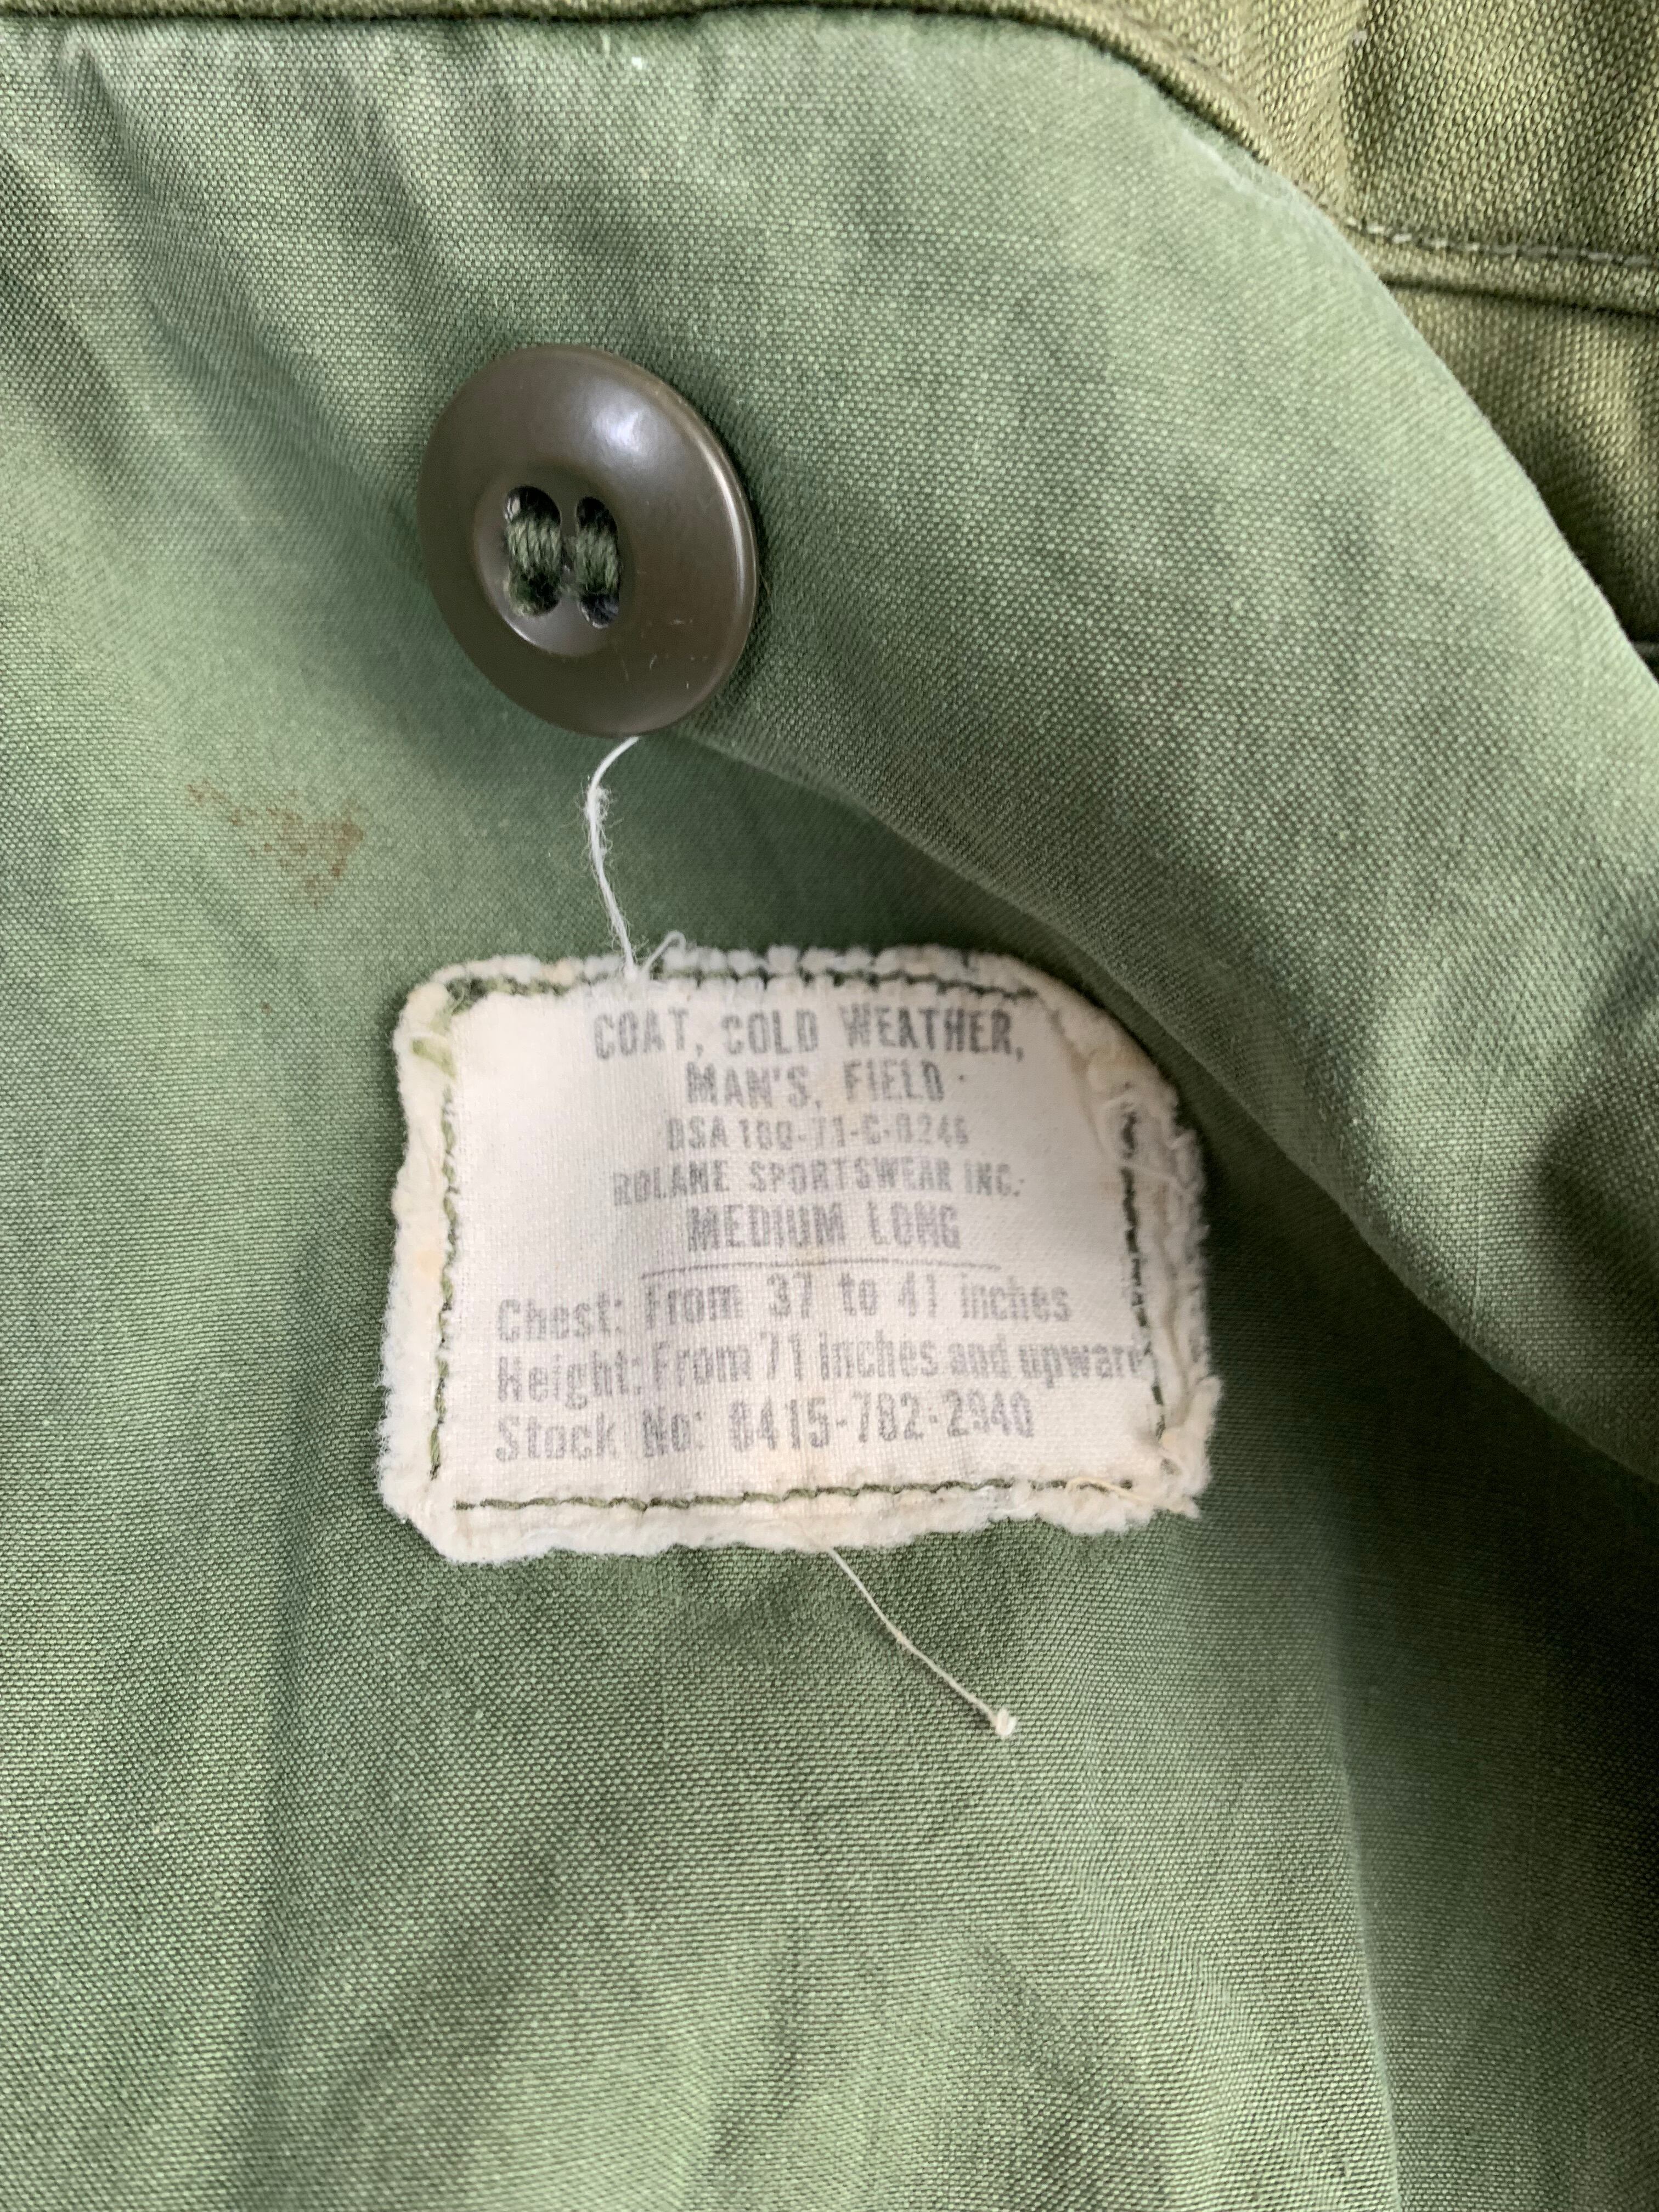 COAT, COLD WEATHER,
MAN'S, FIELD
DSA 100-71-C-0246
ROLANE SPORTSWEAR INC.
MEDIUM LONG
Chest: From 37 to 41 inches
Height: From 71 inches and upward
Stock No: 8415-782-2940